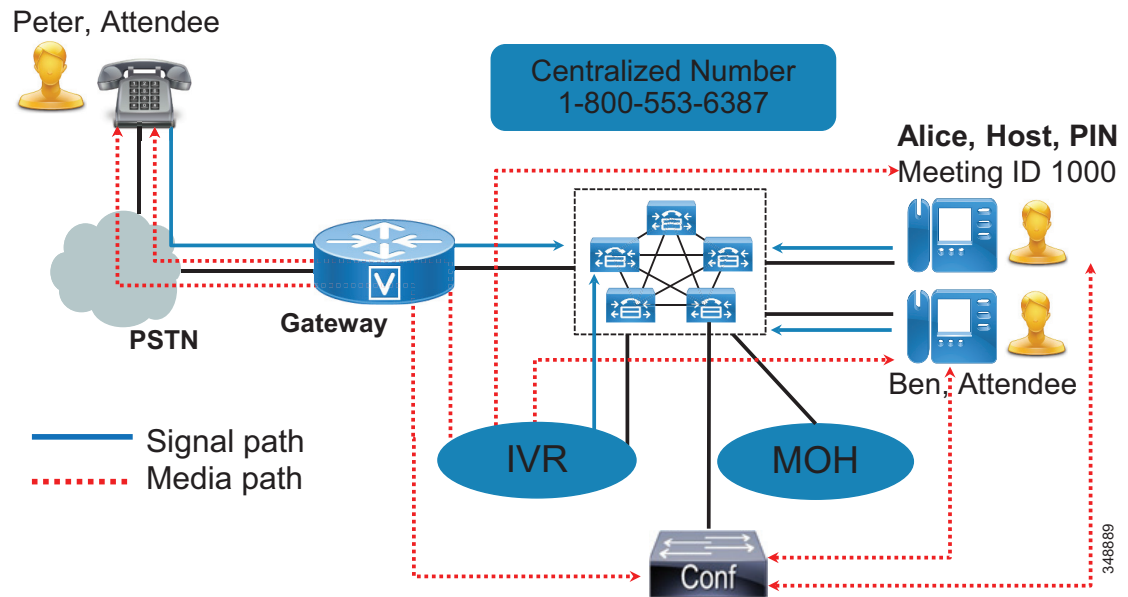 Peter, Attendee
Centralized Number
1-800-553-6387
Alice, Host, PIN
Meeting ID 1000
V
Gateway
PSTN
Ben, Attendee
Signal path
Media path
IVR
MOH
Conf
348889